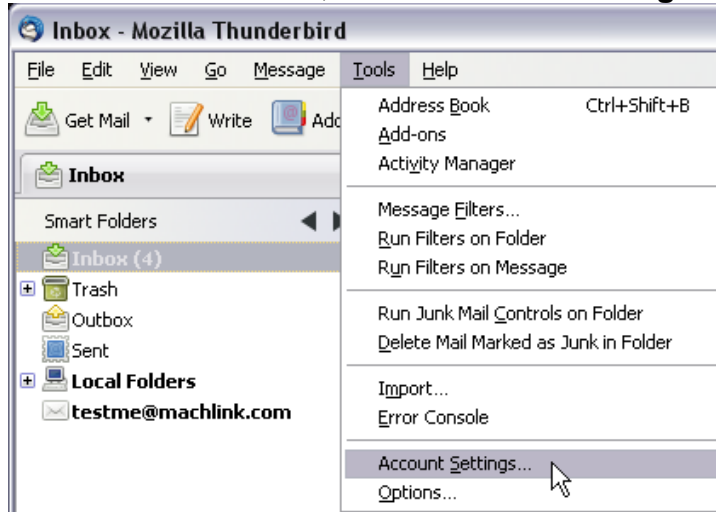 Inbox - Mozilla Thunderbird
File Edit View Go Message Tools Help
Get Mail Write Add
Inbox
Smart Folders
Inbox (4)
Trash
Outbox
Sent
Local Folders
testme@machlink.com
Address Book Ctrl+Shift+B
Add-ons
Activity Manager
Message Filters...
Run Filters on Folder
Run Filters on Message
Run Junk Mail Controls on Folder
Delete Mail Marked as Junk in Folder
Import...
Error Console
Account Settings...
Options...